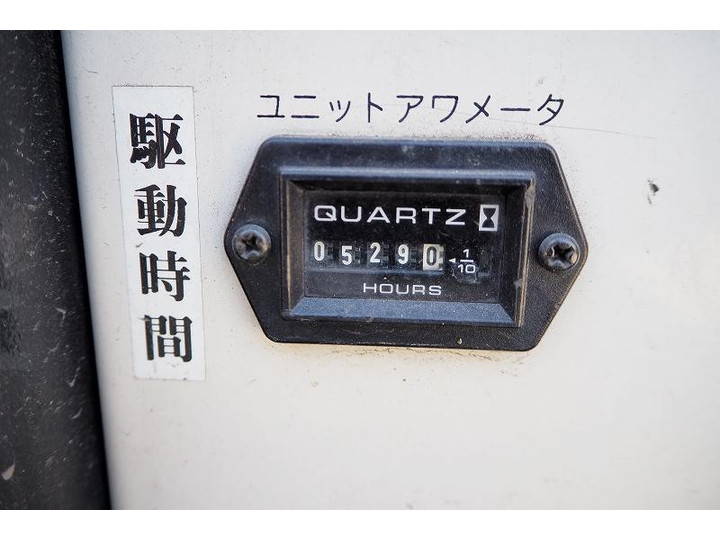 駆動時間
ユニットアワメータ
QUARTZ
05290 1/10
HOURS